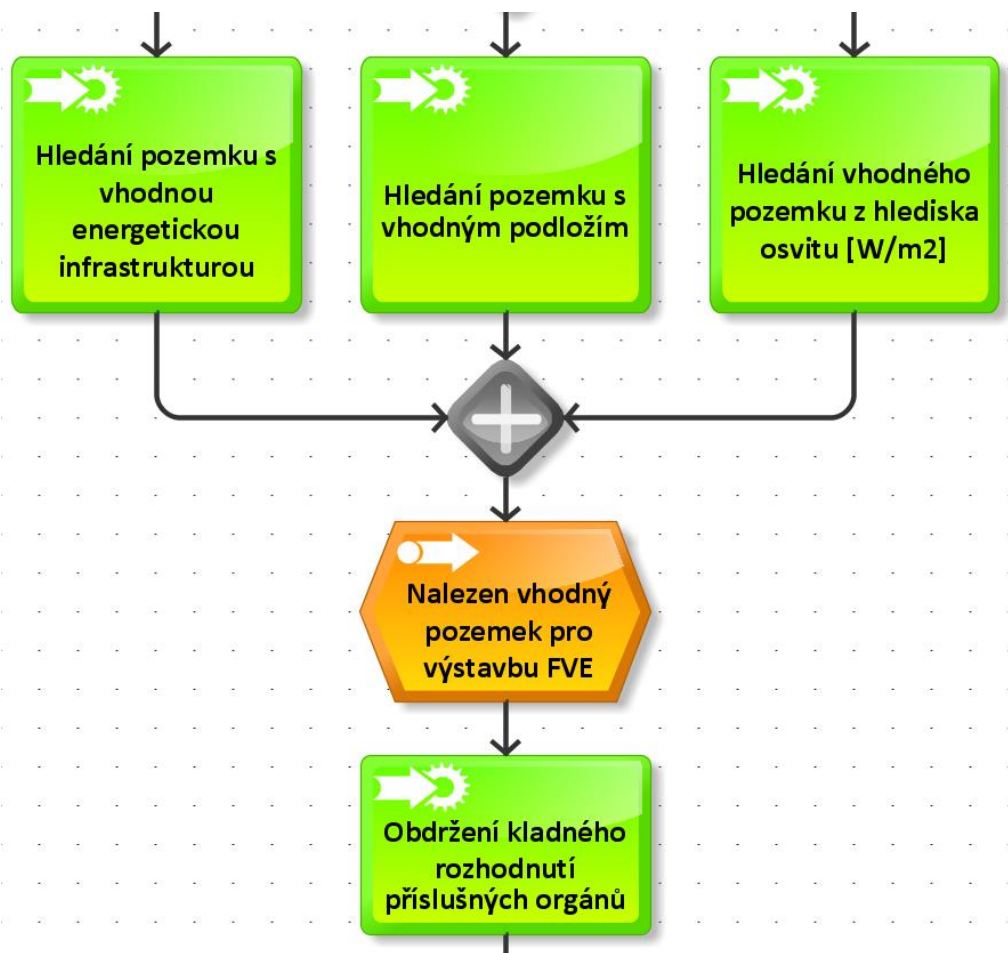 Hledání pozemku s
vhodnou
energetickou
infrastrukturou
Hledání pozemku s
vhodným podložím
Hledání vhodného
pozemku z hlediska
osvitu [W/m2]
Nalezen vhodný
pozemek pro
výstavbu FVE
Obdržení kladného
rozhodnutí
příslušných orgánů